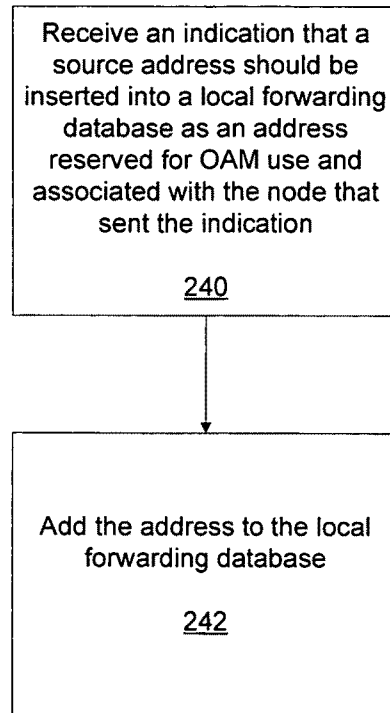 Receive an indication that a
source address should be
inserted into a local forwarding
database as an address
reserved for OAM use and
associated with the node that
sent the indication
240
Add the address to the local
forwarding database
242